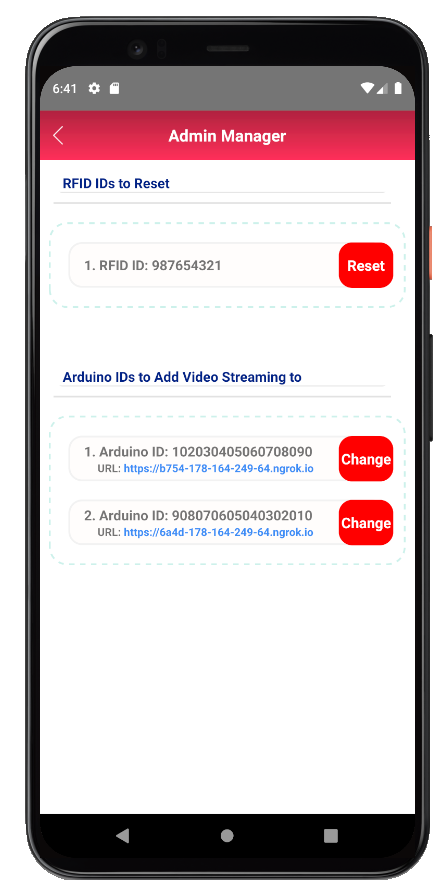 6:41
Admin Manager
RFID IDs to Reset
1. RFID ID: 987654321
Reset
Arduino IDs to Add Video Streaming to
1. Arduino ID: 102030405060708090
URL: https://b754-178-164-249-64.ngrok.io
Change
2. Arduino ID: 908070605040302010
URL: https://6a4d-178-164-249-64.ngrok.io
Change